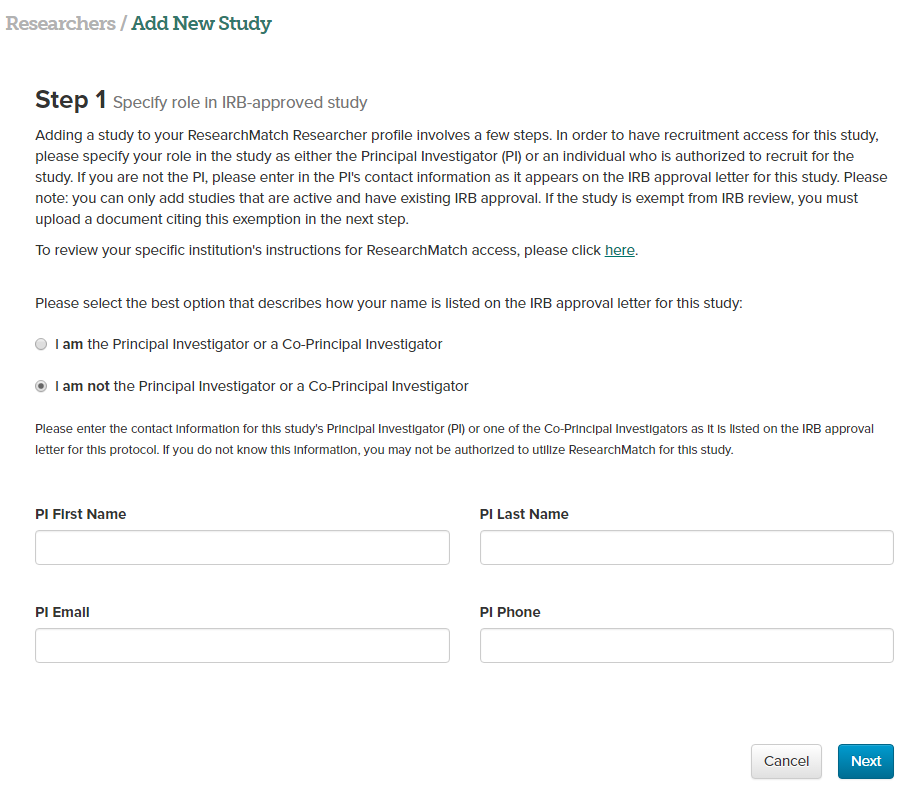 Researchers / Add New Study
Step 1 Specify role in IRB-approved study
Adding a study to your ResearchMatch Researcher profile involves a few steps. In order to have recruitment access for this study,
please specify your role in the study as either the Principal Investigator (PI) or an individual who is authorized to recruit for the
study. If you are not the PI, please enter in the PI's contact information as it appears on the IRB approval letter for this study. Please
note: you can only add studies that are active and have existing IRB approval. If the study is exempt from IRB review, you must
upload a document citing this exemption in the next step.
To review your specific institution's instructions for ResearchMatch access, please click here.
Please select the best option that describes how your name is listed on the IRB approval letter for this study:
I am the Principal Investigator or a Co-Principal Investigator
I am not the Principal Investigator or a Co-Principal Investigator
Please enter the contact information for this study's Principal Investigator (PI) or one of the Co-Principal Investigators as it is listed on the IRB approval
letter for this protocol. If you do not know this information, you may not be authorized to utilize ResearchMatch for this study.
PI First Name
PI Last Name
PI Email
PI Phone
Cancel
Next